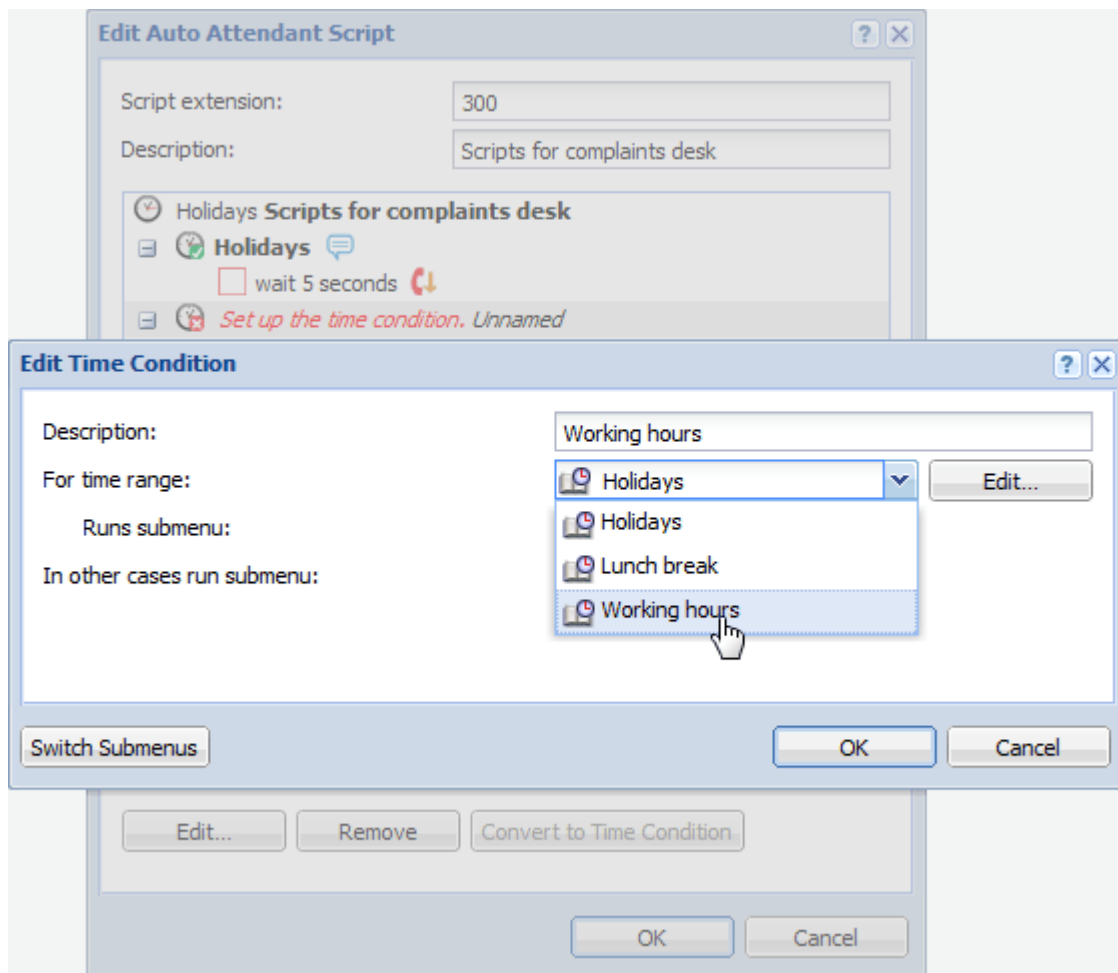 Edit Auto Attendant Script
Script extension: 300
Description: Scripts for complaints desk
Holidays Scripts for complaints desk
Holidays
wait 5 seconds
Set up the time condition. Unnamed
Edit Time Condition
Description: Working hours
For time range: Holidays Edit...
Holidays
Runs submenu:
Lunch break
In other cases run submenu:
Working hours
Switch Submenus OK Cancel
Edit... Remove Convert to Time Condition
OK Cancel